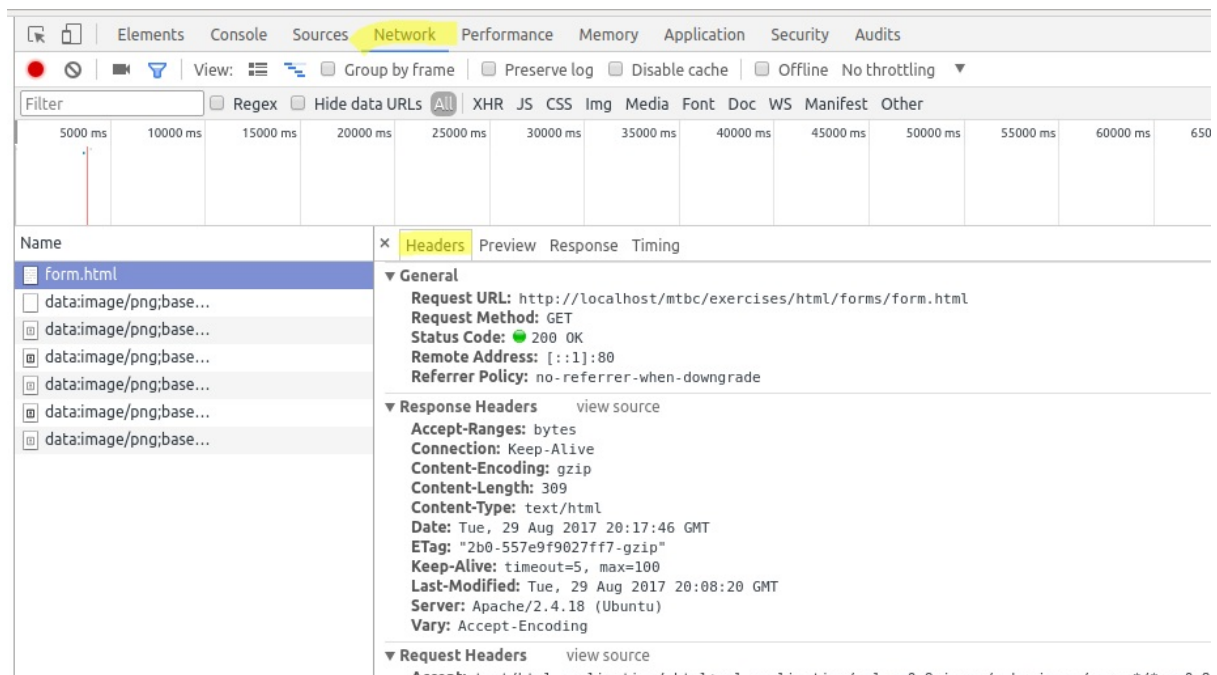 Elements Console Sources Network Performance Memory Application Security Audits
View: Group by frame Preserve log Disable cache Offline No throttling
Filter Regex Hide data URLs All XHR JS CSS Img Media Font Doc WS Manifest Other
5000 ms 10000 ms 15000 ms 20000 ms 25000 ms 30000 ms 35000 ms 40000 ms 45000 ms 50000 ms 55000 ms 60000 ms 650
Name
form.html
data:image/png;base...
data:image/png;base...
data:image/png;base...
data:image/png;base...
data:image/png;base...
data:image/png;base...
× Headers Preview Response Timing
General
Request URL: http://localhost/mtbc/exercises/html/forms/form.html
Request Method: GET
Status Code: 200 OK
Remote Address: [::1]:80
Referrer Policy: no-referrer-when-downgrade
Response Headers view source
Accept-Ranges: bytes
Connection: Keep-Alive
Content-Encoding: gzip
Content-Length: 309
Content-Type: text/html
Date: Tue, 29 Aug 2017 20:17:46 GMT
ETag: "2b0-557e9f9027ff7-gzip"
Keep-Alive: timeout=5, max=100
Last-Modified: Tue, 29 Aug 2017 20:08:20 GMT
Server: Apache/2.4.18 (Ubuntu)
Vary: Accept-Encoding
Request Headers view source